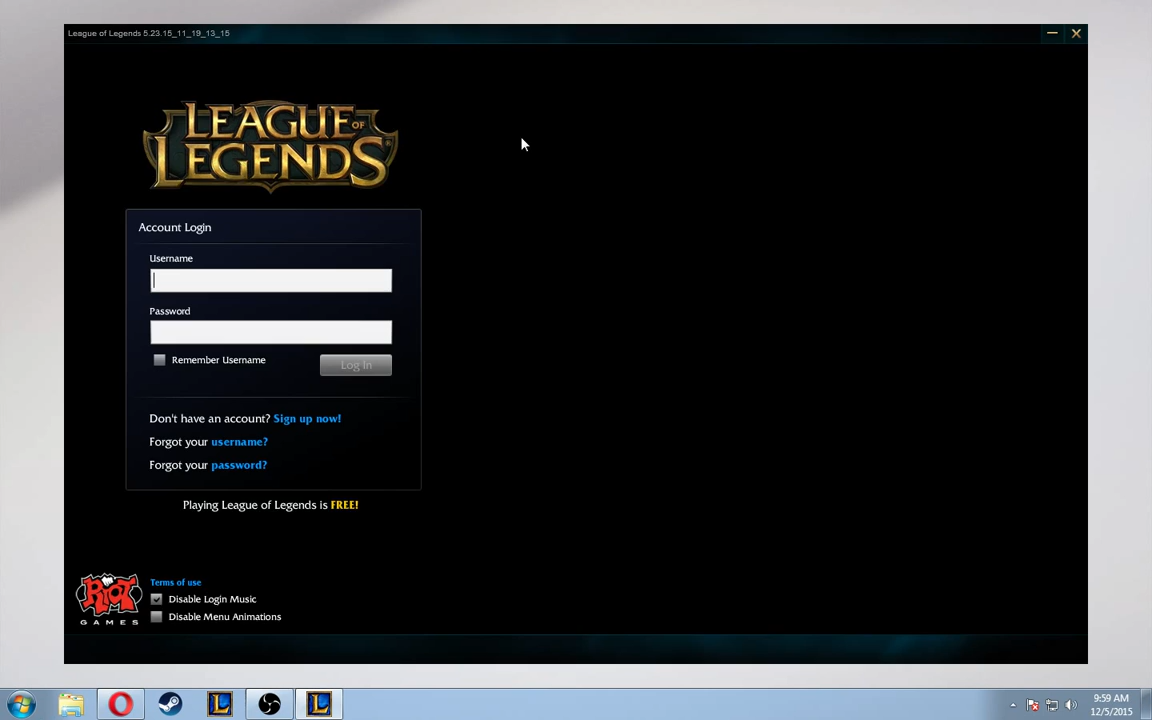 League of Legends 5.23.15_11_19_13_15
LEAGUE OF
LEGENDS
Account Login
Username
Password
Remember Username
Log In
Don't have an account? Sign up now!
Forgot your username?
Forgot your password?
Playing League of Legends is FREE!
Terms of use
Disable Login Music
Disable Menu Animations
RIOT
GAMES
9:59 AM
12/5/2015